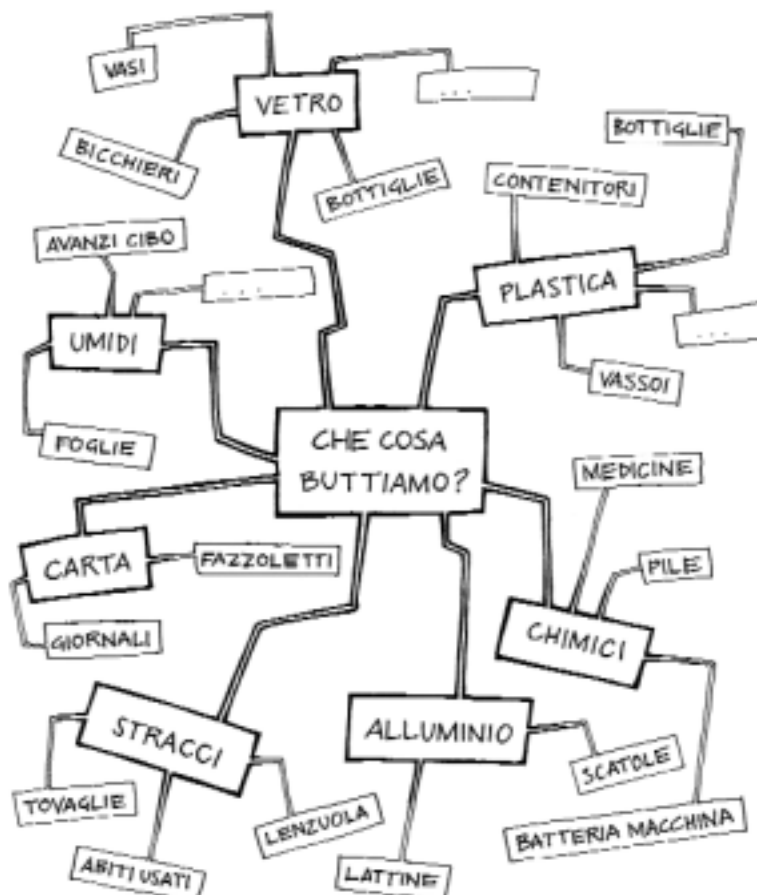 VASI
VETRO
...
BICCHIERI
BOTTIGLIE
BOTTIGLIE
CONTENITORI
PLASTICA
...
VASSOI
AVANZI CIBO
...
UMIDI
FOGLIE
CHE COSA
BUTTIAMO?
CARTA
FAZZOLETTI
GIORNALI
MEDICINE
PILE
CHIMICI
BATTERIA MACCHINA
STRACCI
TOVAGLIE
ABITI USATI
LENZUOLA
ALLUMINIO
SCATOLE
LATTINE